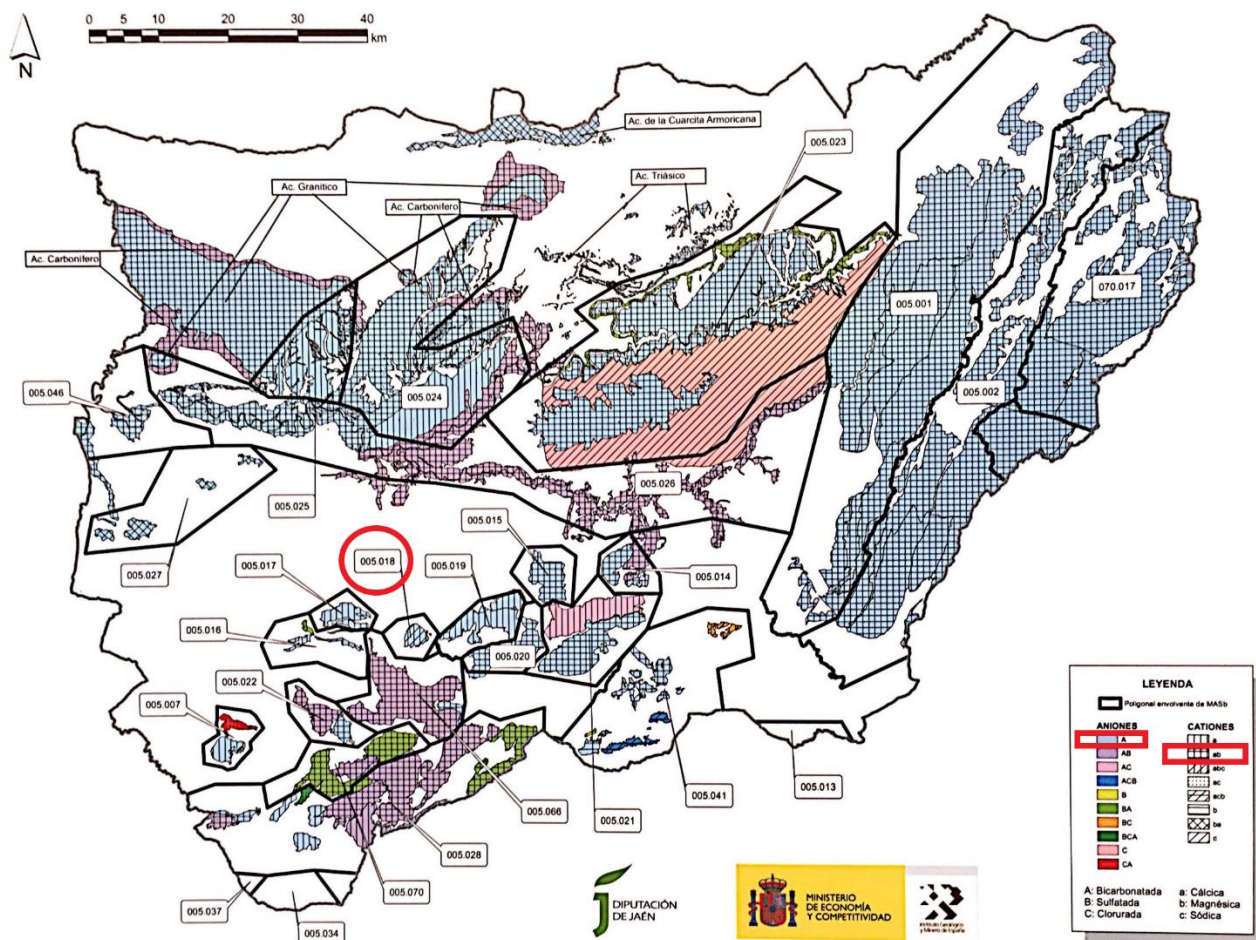 0 5 10 20 30 40
km
N
Ac. de la Cuarcita Armoricana
005.023
Ac. Granítico
Ac. Triásico
Ac. Carbonífero
Ac. Carbonífero
070.017
005.001
005.002
005.046
005.024
005.026
005.025
005.015
005.018
005.019
005.017
005.027
005.014
005.016
005.020
005.022
005.007
005.041
005.013
005.066
005.021
005.028
005.070
005.037
005.034
LEYENDA
Poligonal envolvente de MASb
ANIONES CATIONES
A a
AB ab
AC abc
ACB ac
B acb
BA b
BC ba
BCA c
C
CA
A: Bicarbonatada a: Cálcica
B: Sulfatada b: Magnésica
C: Clorurada c: Sódica
DIPUTACIÓN
DE JAÉN
MINISTERIO
DE ECONOMÍA
Y COMPETITIVIDAD
Instituto Geológico
y Minero de España